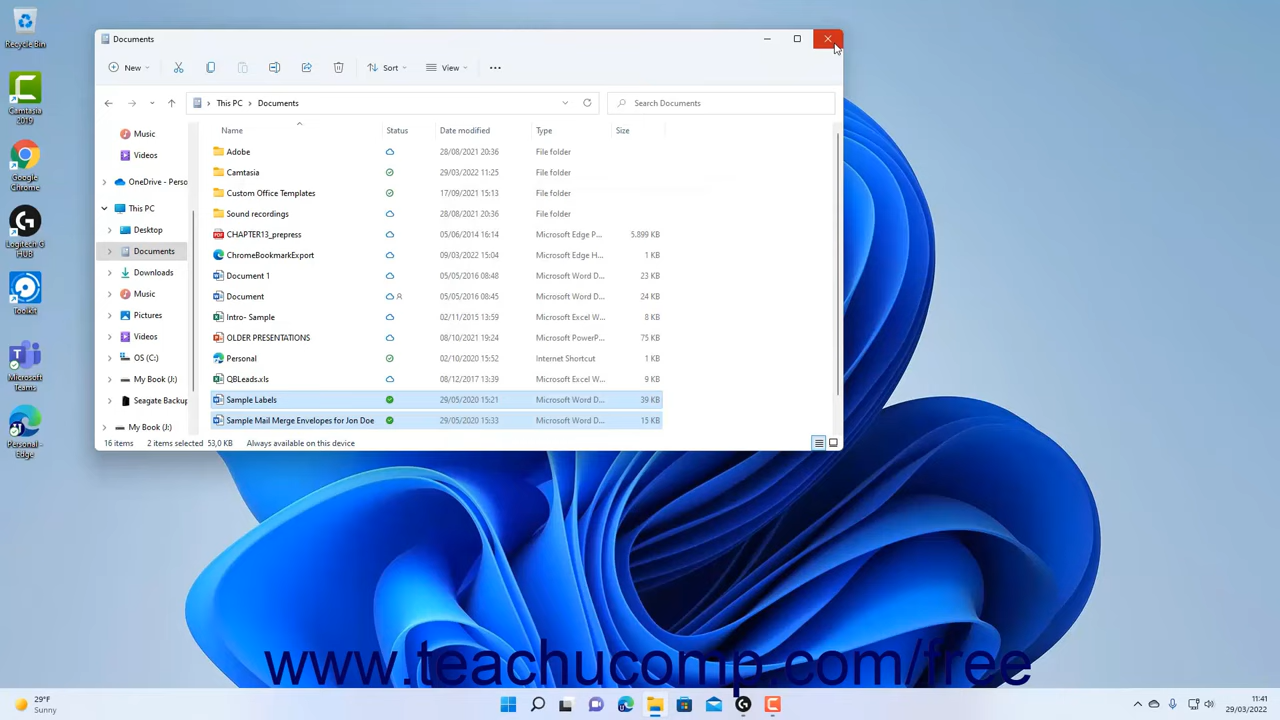 Recycle Bin
Camtasia
2019
Google
Chrome
Logitech G
HUB
Toolkit
Microsoft
Teams
Personal -
Edge
Documents
New
Sort
View
This PC > Documents
Search Documents
Music
Videos
OneDrive - Perso
This PC
Desktop
Documents
Downloads
Music
Pictures
Videos
OS (C:)
My Book (J:)
Seagate Backup
My Book (J:)
Name Status Date modified Type Size
Adobe 28/08/2021 20:36 File folder
Camtasia 29/03/2022 11:25 File folder
Custom Office Templates 17/09/2021 15:13 File folder
Sound recordings 28/08/2021 20:36 File folder
CHAPTER13_prepress 05/06/2014 16:14 Microsoft Edge P... 5.899 KB
ChromeBookmarkExport 09/03/2022 15:04 Microsoft Edge H... 1 KB
Document 1 05/05/2016 08:48 Microsoft Word D... 23 KB
Document 05/05/2016 08:45 Microsoft Word D... 24 KB
Intro- Sample 02/11/2015 13:59 Microsoft Excel W... 8 KB
OLDER PRESENTATIONS 08/10/2021 19:24 Microsoft PowerP... 75 KB
Personal 02/10/2020 15:52 Internet Shortcut 1 KB
QBLeads.xls 08/12/2017 13:39 Microsoft Excel W... 9 KB
Sample Labels 29/05/2020 15:21 Microsoft Word D... 39 KB
Sample Mail Merge Envelopes for Jon Doe 29/05/2020 15:33 Microsoft Word D... 15 KB
16 items 2 items selected 53,0 KB Always available on this device
www.teachucomp.com/free
29°F
Sunny
11:41
29/03/2022